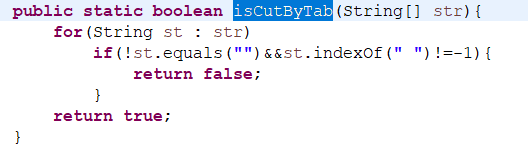 public static boolean isCutByTab(String[] str){
for(String st : str)
if(!st.equals("")&&st.indexOf(" ")!=-1){
return false;
}
return true;
}